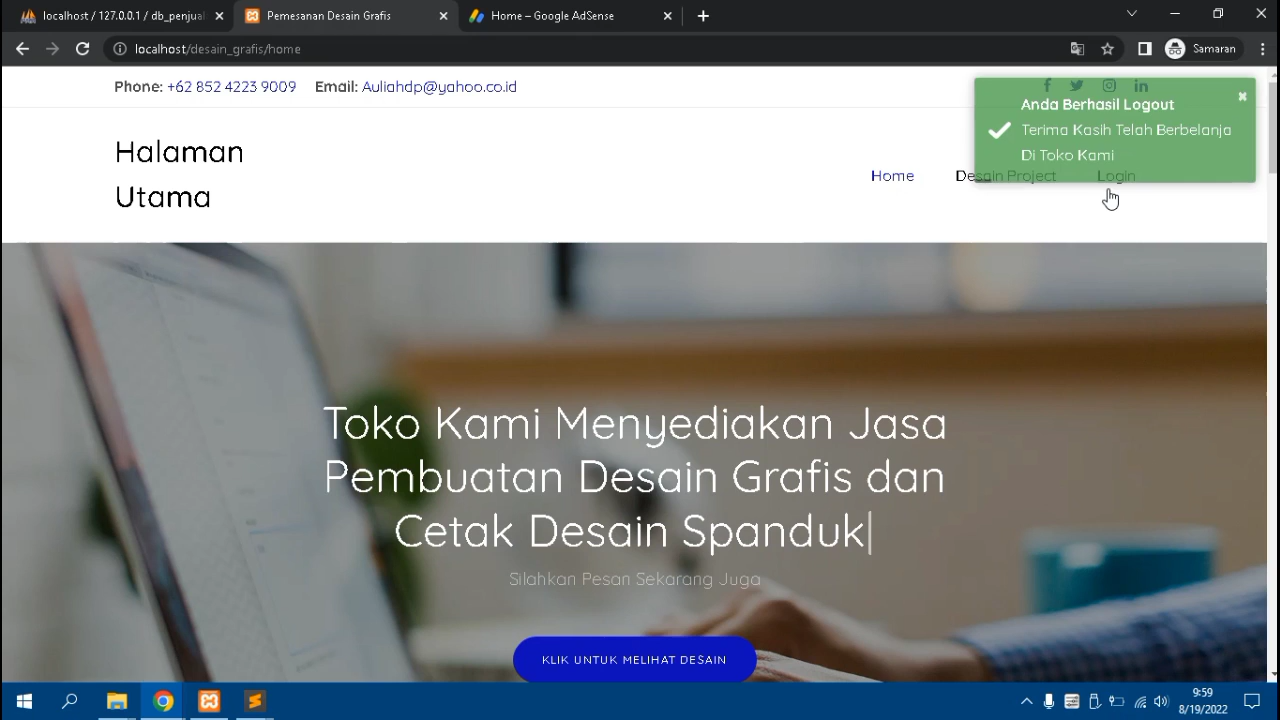 localhost / 127.0.0.1 / db_penjual
Pemesanan Desain Grafis
Home – Google AdSense
localhost/desain_grafis/home
Samaran
Phone: +62 852 4223 9009 Email: Auliahdp@yahoo.co.id
Anda Berhasil Logout
Terima Kasih Telah Berbelanja
Di Toko Kami
Halaman
Utama
Home Desain Project Login
Toko Kami Menyediakan Jasa
Pembuatan Desain Grafis dan
Cetak Desain Spanduk
Silahkan Pesan Sekarang Juga
KLIK UNTUK MELIHAT DESAIN
9:59
8/19/2022